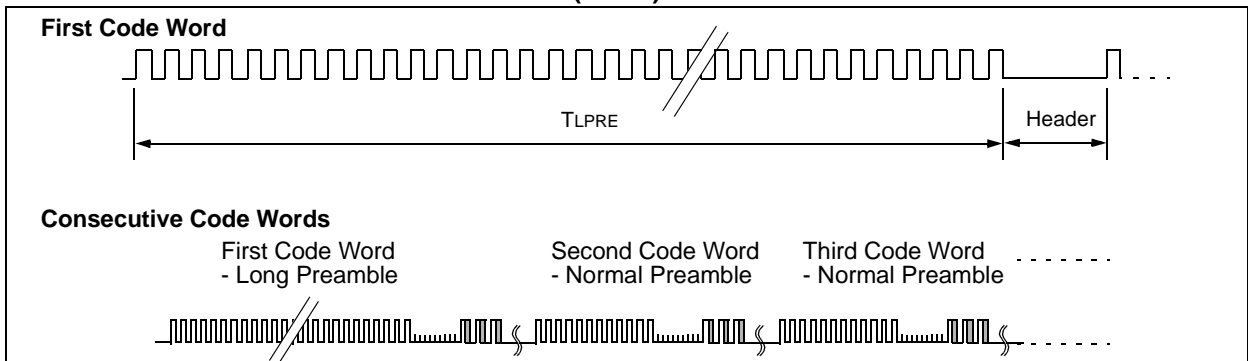 First Code Word
TLPRE
Header
Consecutive Code Words
First Code Word
- Long Preamble
Second Code Word
- Normal Preamble
Third Code Word
- Normal Preamble